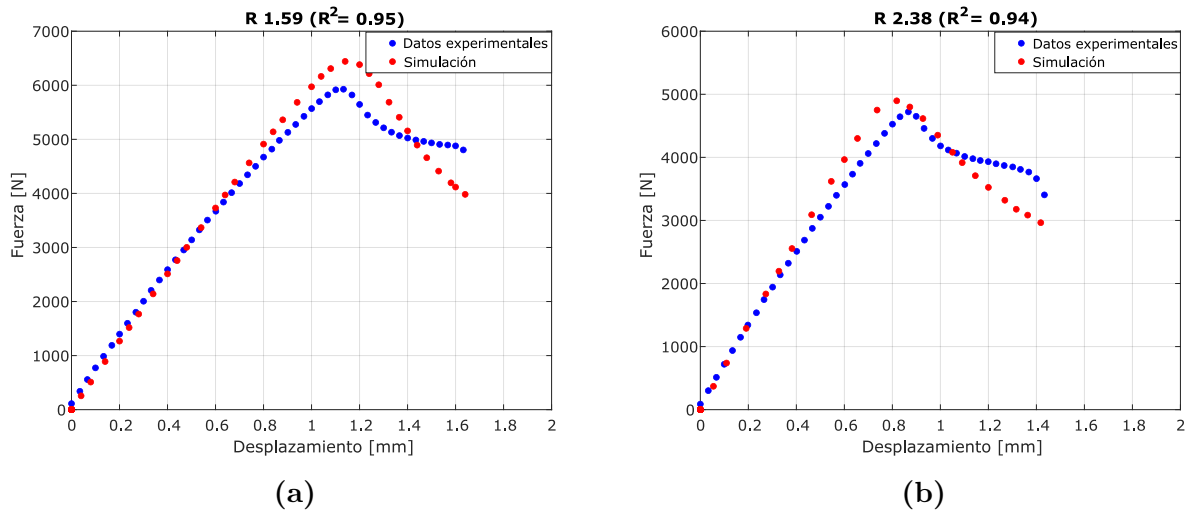 R 1.59 (R²= 0.95)
7000
6000
5000
4000
3000
2000
1000
0
Fuerza [N]
Datos experimentales
Simulación
0 0.2 0.4 0.6 0.8 1 1.2 1.4 1.6 1.8 2
Desplazamiento [mm]
(a)
R 2.38 (R²= 0.94)
6000
5000
4000
3000
2000
1000
0
Fuerza [N]
Datos experimentales
Simulación
0 0.2 0.4 0.6 0.8 1 1.2 1.4 1.6 1.8 2
Desplazamiento [mm]
(b)